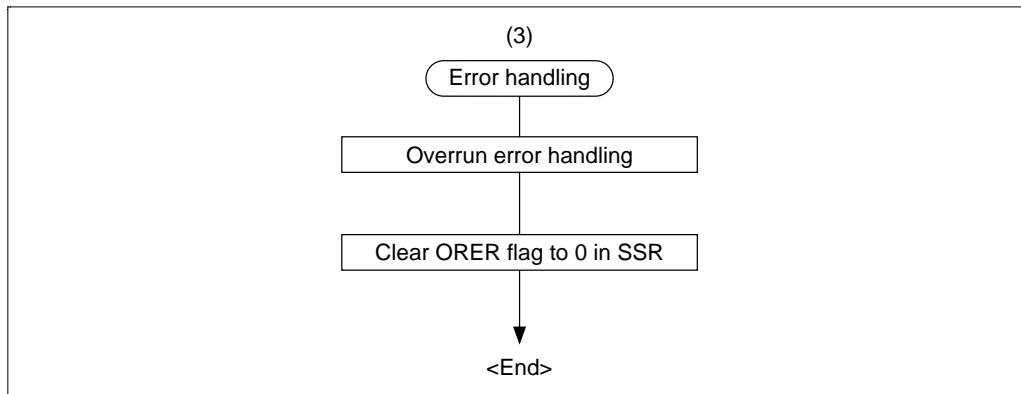 (3)
Error handling
Overrun error handling
Clear ORER flag to 0 in SSR
<End>